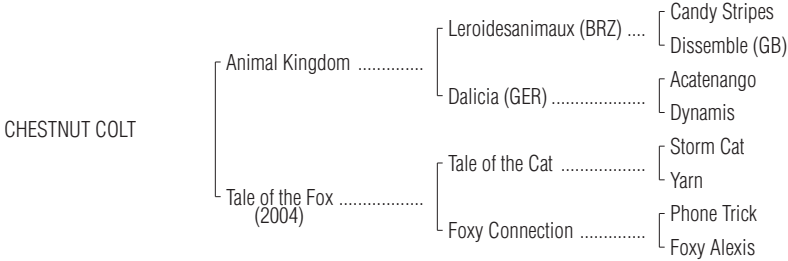 Candy Stripes
Leroidesanimaux (BRZ) ....
Dissemble (GB)
Animal Kingdom ..............
Acatenango
Dalicia (GER) ....................
Dynamis
CHESTNUT COLT
Storm Cat
Tale of the Cat ..................
Yarn
Tale of the Fox ..................
(2004)
Phone Trick
Foxy Connection ..............
Foxy Alexis